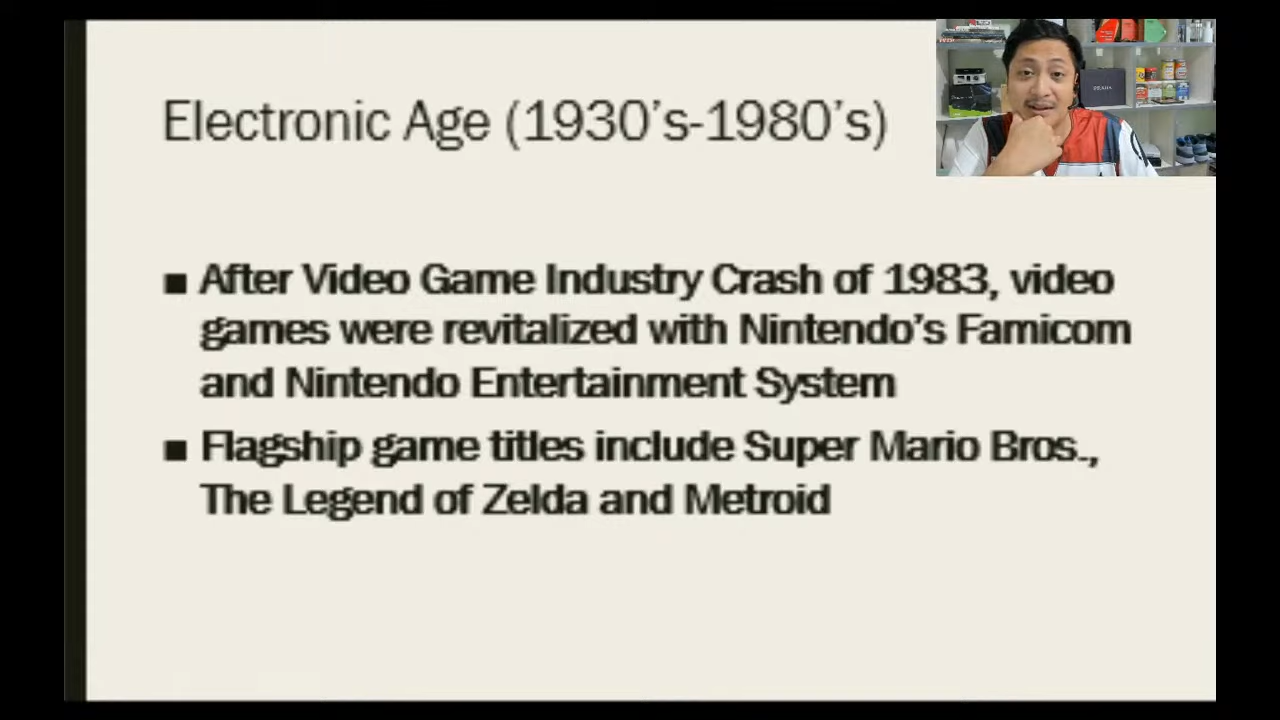 Electronic Age (1930's-1980's)
■ After Video Game Industry Crash of 1983, video
games were revitalized with Nintendo's Famicom
and Nintendo Entertainment System
■ Flagship game titles include Super Mario Bros.,
The Legend of Zelda and Metroid